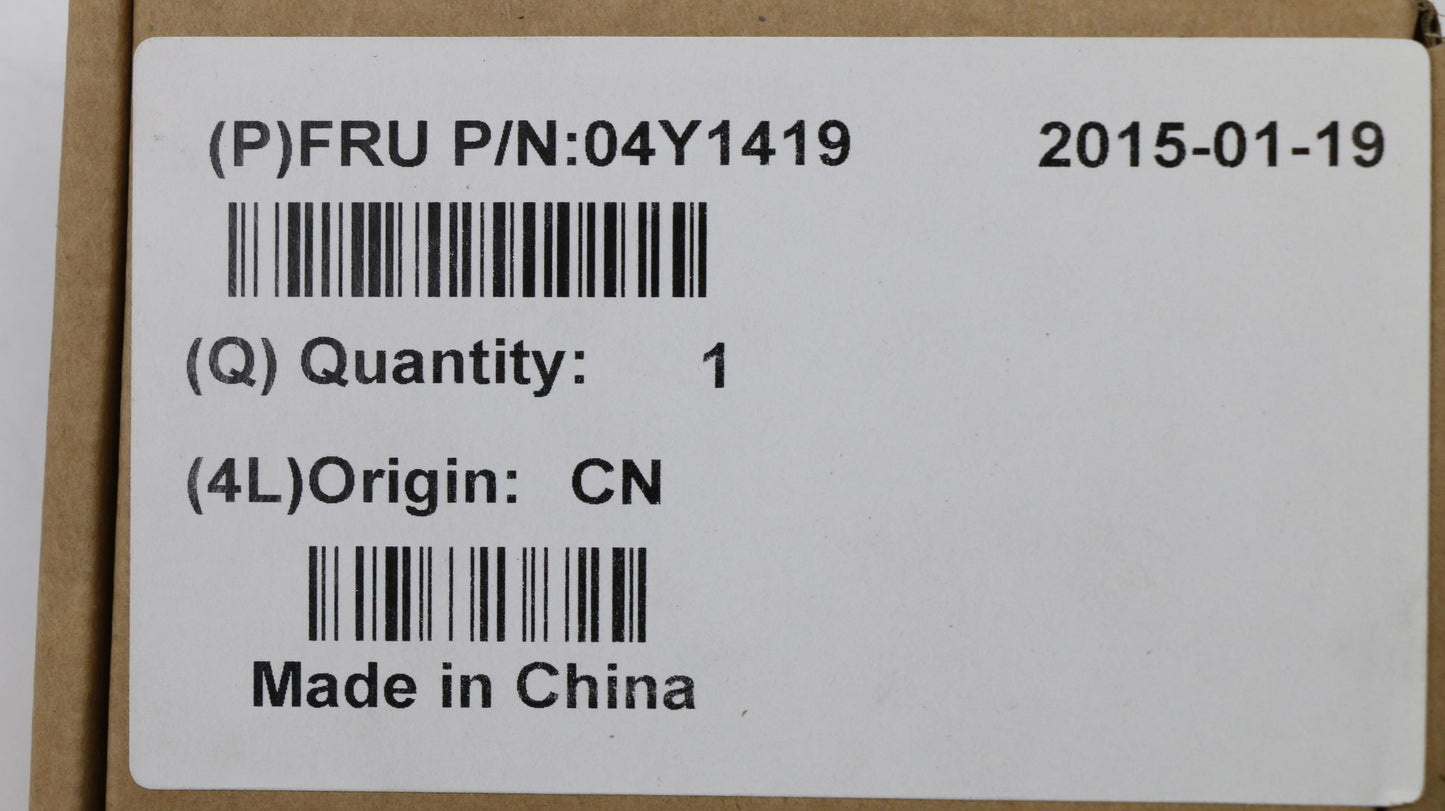 (P)FRU P/N:04Y1419 2015-01-19
(Q) Quantity: 1
(4L)Origin: CN
Made in China